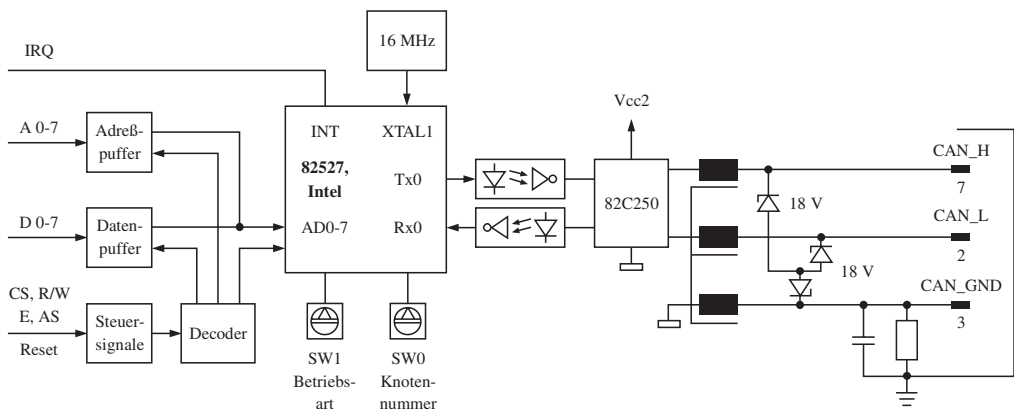 IRQ
16 MHz
A 0-7
Adreß-
puffer
INT
XTAL1
82527,
Intel
Tx0
AD0-7
Rx0
D 0-7
Daten-
puffer
CS, R/W
E, AS
Reset
Steuer-
signale
Decoder
SW1
Betriebs-
art
SW0
Knoten-
nummer
Vcc2
82C250
CAN_H
7
18 V
CAN_L
2
18 V
CAN_GND
3